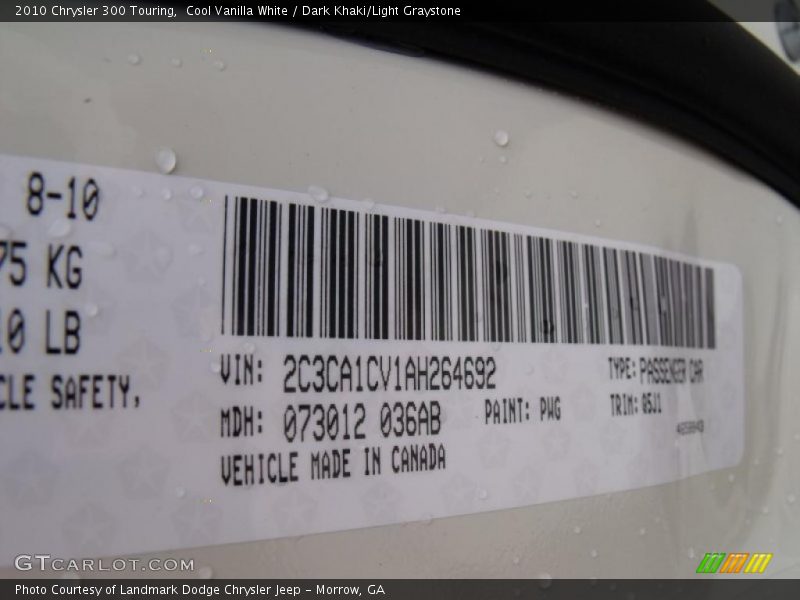 2010 Chrysler 300 Touring, Cool Vanilla White / Dark Khaki/Light Graystone
8-10
75 KG
10 LB
CLE SAFETY,
VIN: 2C3CA1CV1AH264692
TYPE: PASSENGER CAR
MDH: 073012 036AB
PAINT: PWG
TRIM: 05J1
VEHICLE MADE IN CANADA
GTCARLOT.COM
Photo Courtesy of Landmark Dodge Chrysler Jeep - Morrow, GA